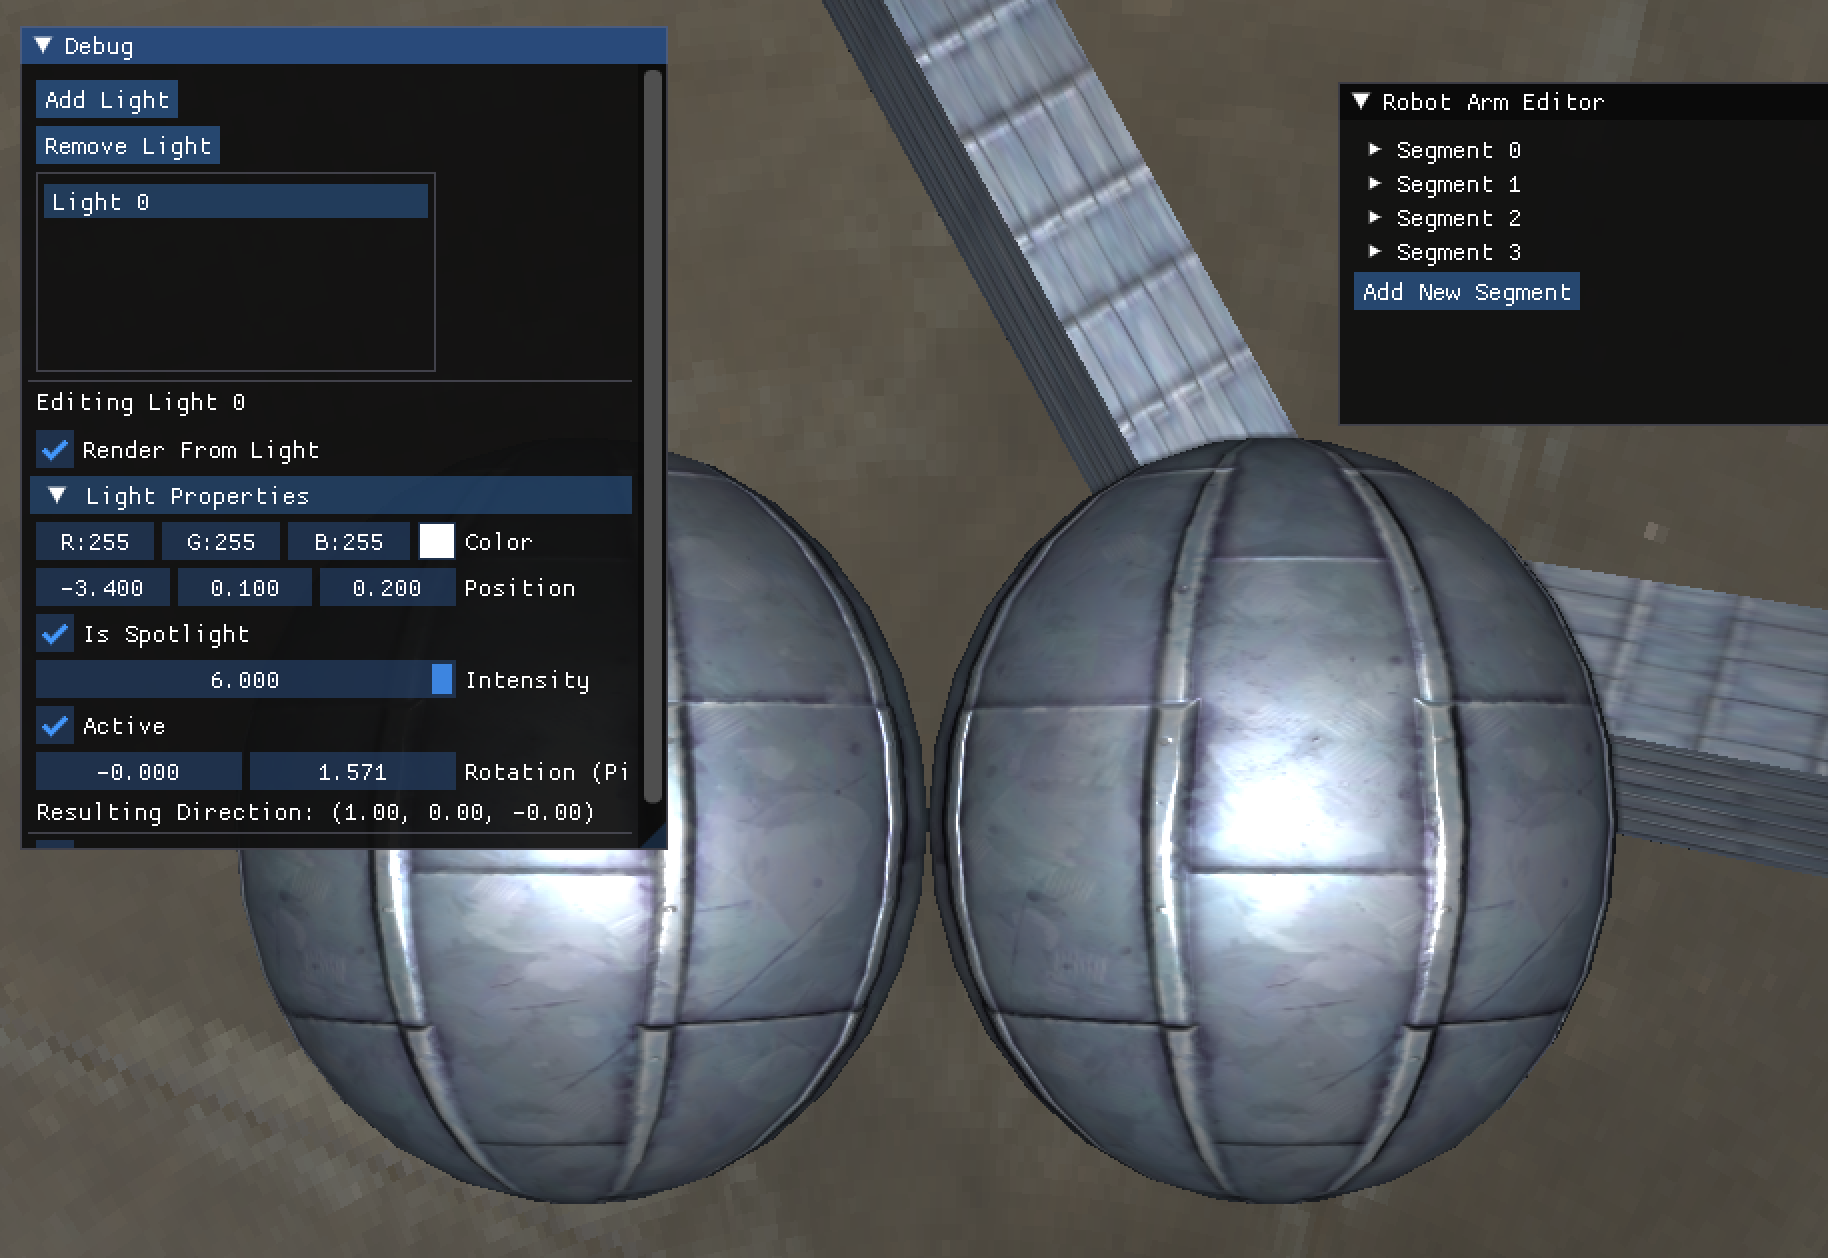 Debug
Add Light
Remove Light
Light 0
Editing Light 0
Render From Light
Light Properties
R:255 G:255 B:255 Color
-3.400 0.100 0.200 Position
Is Spotlight
6.000 Intensity
Active
-0.000 1.571 Rotation (Pi
Resulting Direction: (1.00, 0.00, -0.00)
Robot Arm Editor
Segment 0
Segment 1
Segment 2
Segment 3
Add New Segment